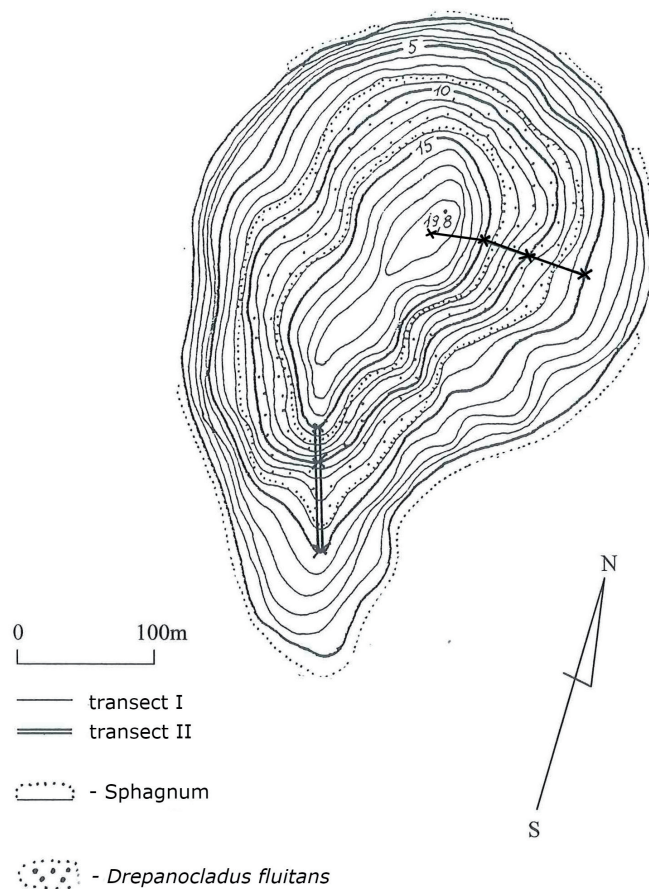 5
10
15
19.8
N
0 100m
transect I
transect II
- Sphagnum
S
- Drepanocladus fluitans